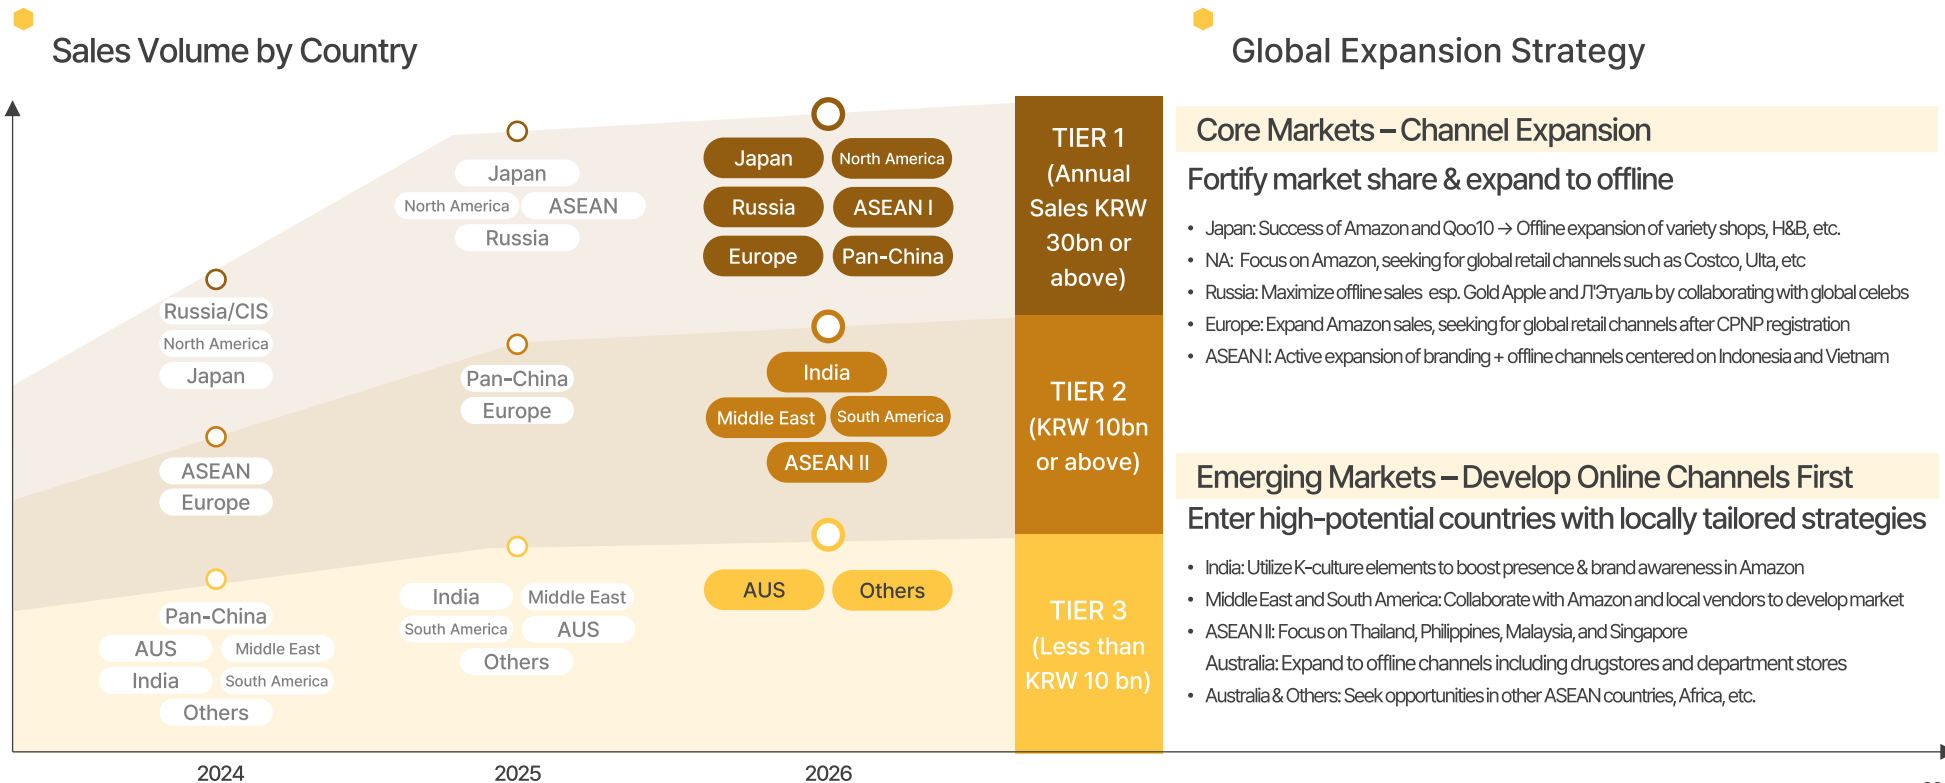 Sales Volume by Country
Japan
North America
ASEAN
Russia
Russia/CIS
North America
Japan
Pan-China
Europe
ASEAN
Europe
India
Middle East
South America
AUS
Others
Pan-China
AUS
Middle East
India
South America
Others
Japan
North America
Russia
ASEAN I
Europe
Pan-China
India
Middle East
South America
ASEAN II
AUS
Others
TIER 1
(Annual
Sales KRW
30bn or
above)
TIER 2
(KRW 10bn
or above)
TIER 3
(Less than
KRW 10 bn)
2024
2025
2026
Global Expansion Strategy
Core Markets – Channel Expansion
Fortify market share & expand to offline
• Japan: Success of Amazon and Qoo10 → Offline expansion of variety shops, H&B, etc.
• NA: Focus on Amazon, seeking for global retail channels such as Costco, Ulta, etc
• Russia: Maximize offline sales esp. Gold Apple and Л'Этуаль by collaborating with global celebs
• Europe: Expand Amazon sales, seeking for global retail channels after CPNP registration
• ASEAN I: Active expansion of branding + offline channels centered on Indonesia and Vietnam
Emerging Markets – Develop Online Channels First
Enter high-potential countries with locally tailored strategies
• India: Utilize K-culture elements to boost presence & brand awareness in Amazon
• Middle East and South America: Collaborate with Amazon and local vendors to develop market
• ASEAN II: Focus on Thailand, Philippines, Malaysia, and Singapore
Australia: Expand to offline channels including drugstores and department stores
• Australia & Others: Seek opportunities in other ASEAN countries, Africa, etc.